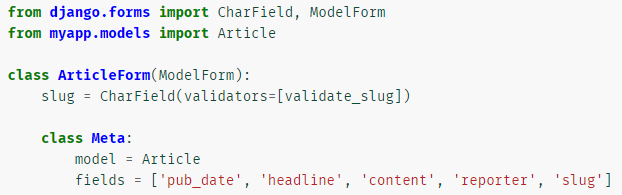 from django.forms import CharField, ModelForm
from myapp.models import Article

class ArticleForm(ModelForm):
    slug = CharField(validators=[validate_slug])

    class Meta:
        model = Article
        fields = ['pub_date', 'headline', 'content', 'reporter', 'slug']